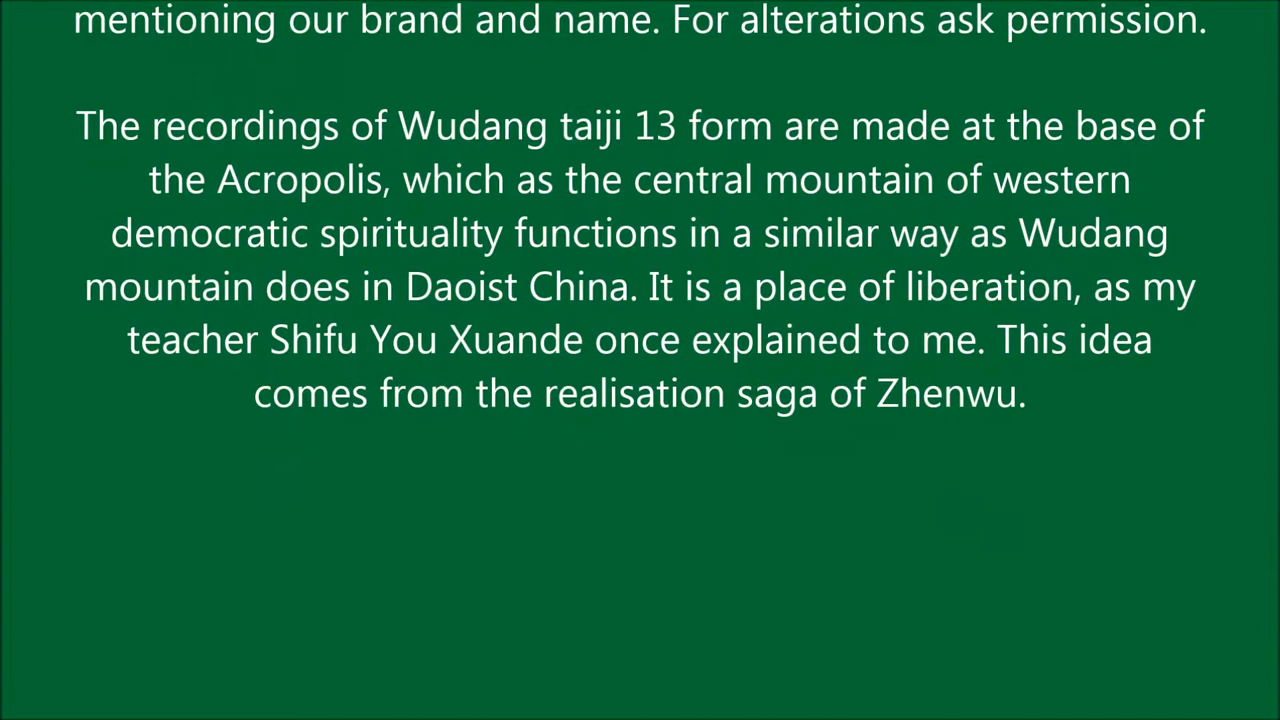 mentioning our brand and name. For alterations ask permission.
The recordings of Wudang taiji 13 form are made at the base of
the Acropolis, which as the central mountain of western
democratic spirituality functions in a similar way as Wudang
mountain does in Daoist China. It is a place of liberation, as my
teacher Shifu You Xuande once explained to me. This idea
comes from the realisation saga of Zhenwu.